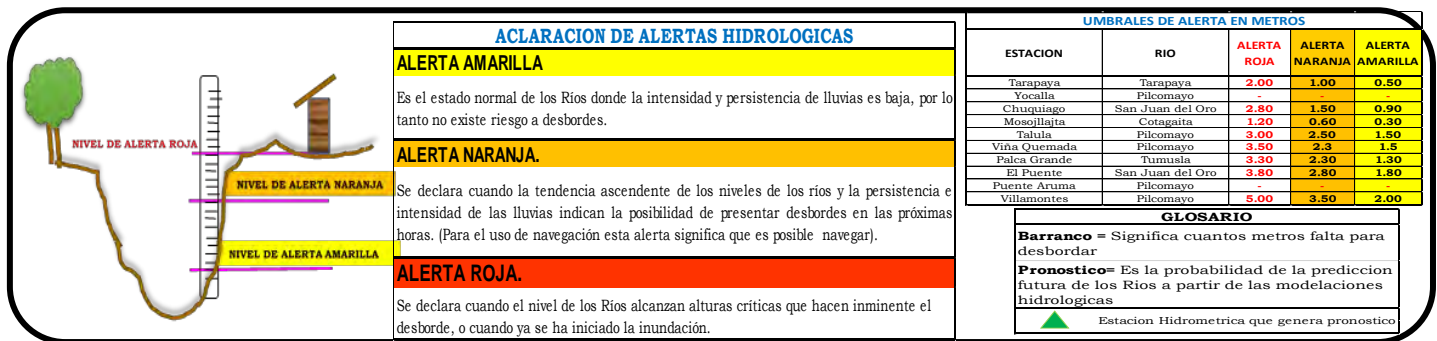 NIVEL DE ALERTA ROJA
NIVEL DE ALERTA NARANJA
NIVEL DE ALERTA AMARILLA
ACLARACION DE ALERTAS HIDROLOGICAS
ALERTA AMARILLA
Es el estado normal de los Ríos donde la intensidad y persistencia de lluvias es baja, por lo
tanto no existe riesgo a desbordes.
ALERTA NARANJA.
Se declara cuando la tendencia ascendente de los niveles de los ríos y la persistencia e
intensidad de las lluvias indican la posibilidad de presentar desbordes en las próximas
horas. (Para el uso de navegación esta alerta significa que es posible navegar).
ALERTA ROJA.
Se declara cuando el nivel de los Ríos alcanzan alturas críticas que hacen inminente el
desborde, o cuando ya se ha iniciado la inundación.
UMBRALES DE ALERTA EN METROS
ESTACION RIO ALERTA ROJA ALERTA NARANJA ALERTA AMARILLA
Tarapaya Tarapaya 2.00 1.00 0.50
Yocalla Pilcomayo - - -
Chuquiago San Juan del Oro 2.80 1.50 0.90
Mosojllajta Cotagaita 1.20 0.60 0.30
Talula Pilcomayo 3.00 2.50 1.50
Viña Quemada Pilcomayo 3.50 2.3 1.5
Palca Grande Tumusla 3.30 2.30 1.30
El Puente San Juan del Oro 3.80 2.80 1.80
Puente Aruma Pilcomayo - - -
Villamontes Pilcomayo 5.00 3.50 2.00
GLOSARIO
Barranco = Significa cuantos metros falta para
desbordar
Pronostico= Es la probabilidad de la prediccion
futura de los Rios a partir de las modelaciones
hidrologicas
Estacion Hidrometrica que genera pronostico